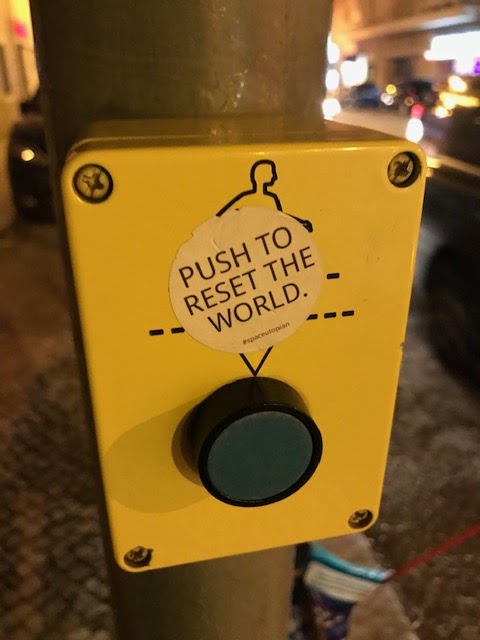 PUSH TO
RESET THE
WORLD.
#spaceutopian